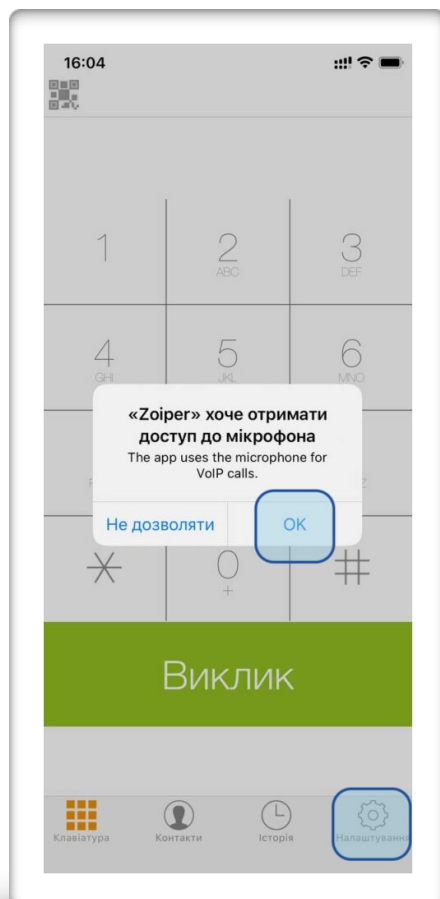 16:04
1
2
ABC
3
DEF
4
GHI
5
JKL
6
MNO
«Zoiper» хоче отримати
доступ до мікрофона
The app uses the microphone for
VoIP calls.
Не дозволяти
OK
0
+
#
Виклик
Клавіатура
Контакти
Історія
Налаштування